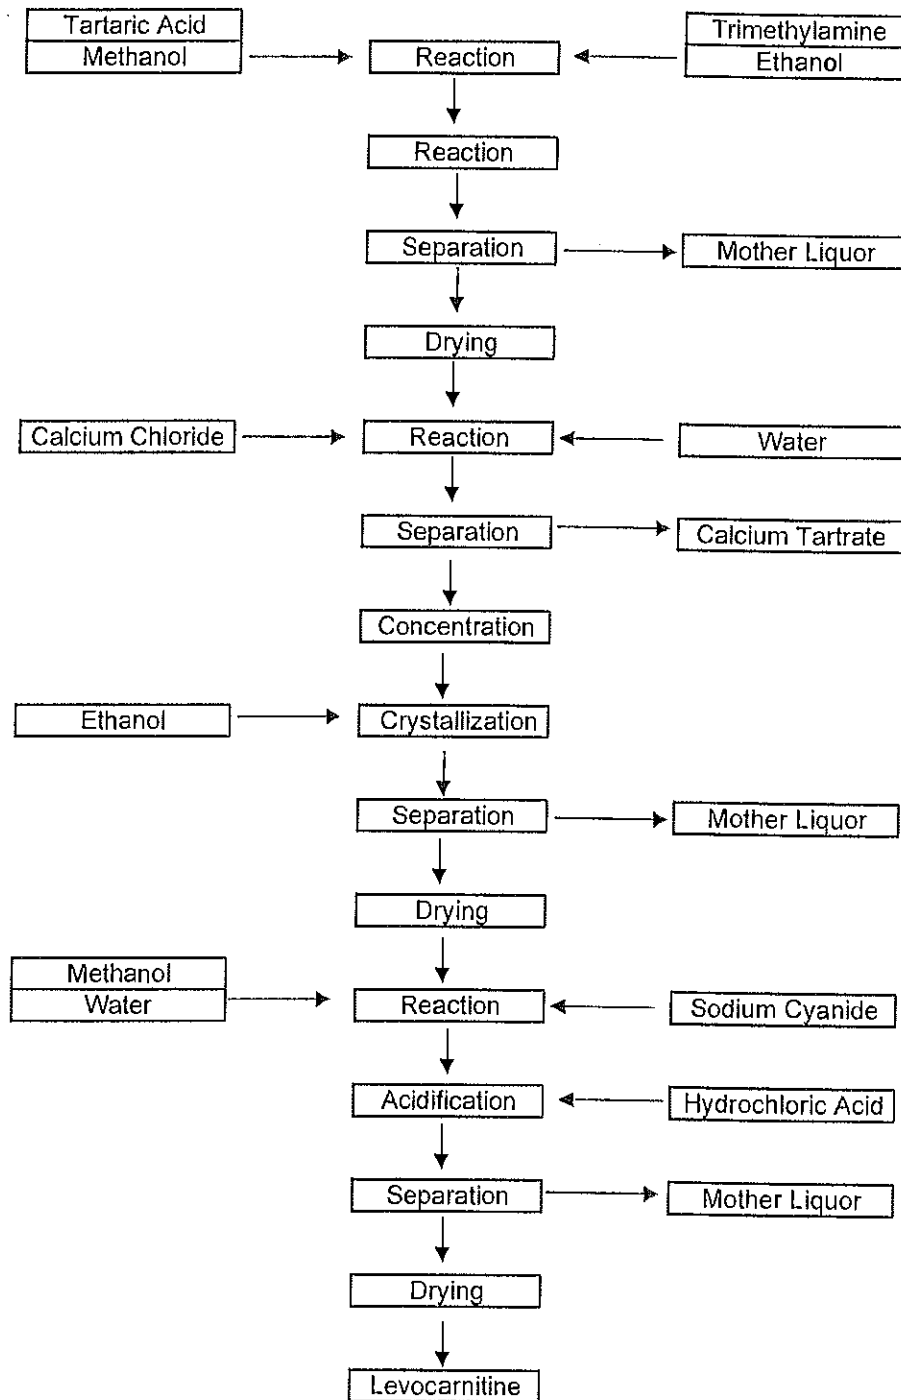 Tartaric Acid
Methanol
Reaction
Trimethylamine
Ethanol
Reaction
Separation
Mother Liquor
Drying
Calcium Chloride
Reaction
Water
Separation
Calcium Tartrate
Concentration
Ethanol
Crystallization
Separation
Mother Liquor
Drying
Methanol
Water
Reaction
Sodium Cyanide
Acidification
Hydrochloric Acid
Separation
Mother Liquor
Drying
Levocarnitine